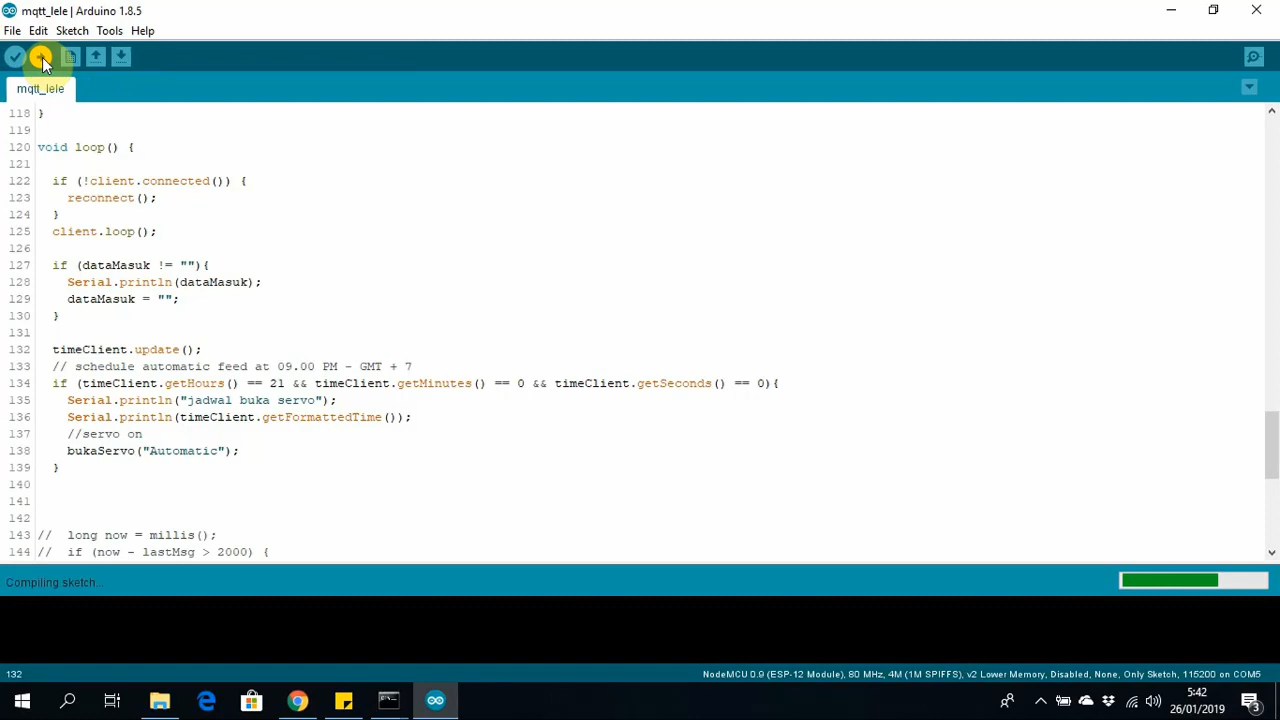 mqtt_lele | Arduino 1.8.5
File Edit Sketch Tools Help
mqtt_lele
118 }
119
120 void loop() {
121
122 if (!client.connected()) {
123 reconnect();
124 }
125 client.loop();
126
127 if (dataMasuk != ""){
128 Serial.println(dataMasuk);
129 dataMasuk = "";
130 }
131
132 timeClient.update();
133 // schedule automatic feed at 09.00 PM - GMT + 7
134 if (timeClient.getHours() == 21 && timeClient.getMinutes() == 0 && timeClient.getSeconds() == 0){
135 Serial.println("jadwal buka servo");
136 Serial.println(timeClient.getFormattedTime());
137 //servo on
138 bukaServo("Automatic");
139 }
140
141
142
143 // long now = millis();
144 // if (now - lastMsg > 2000) {
Compiling sketch...
132 NodeMCU 0.9 (ESP-12 Module), 80 MHz, 4M (1M SPIFFS), v2 Lower Memory, Disabled, None, Only Sketch, 115200 on COM5
5:42
26/01/2019
3